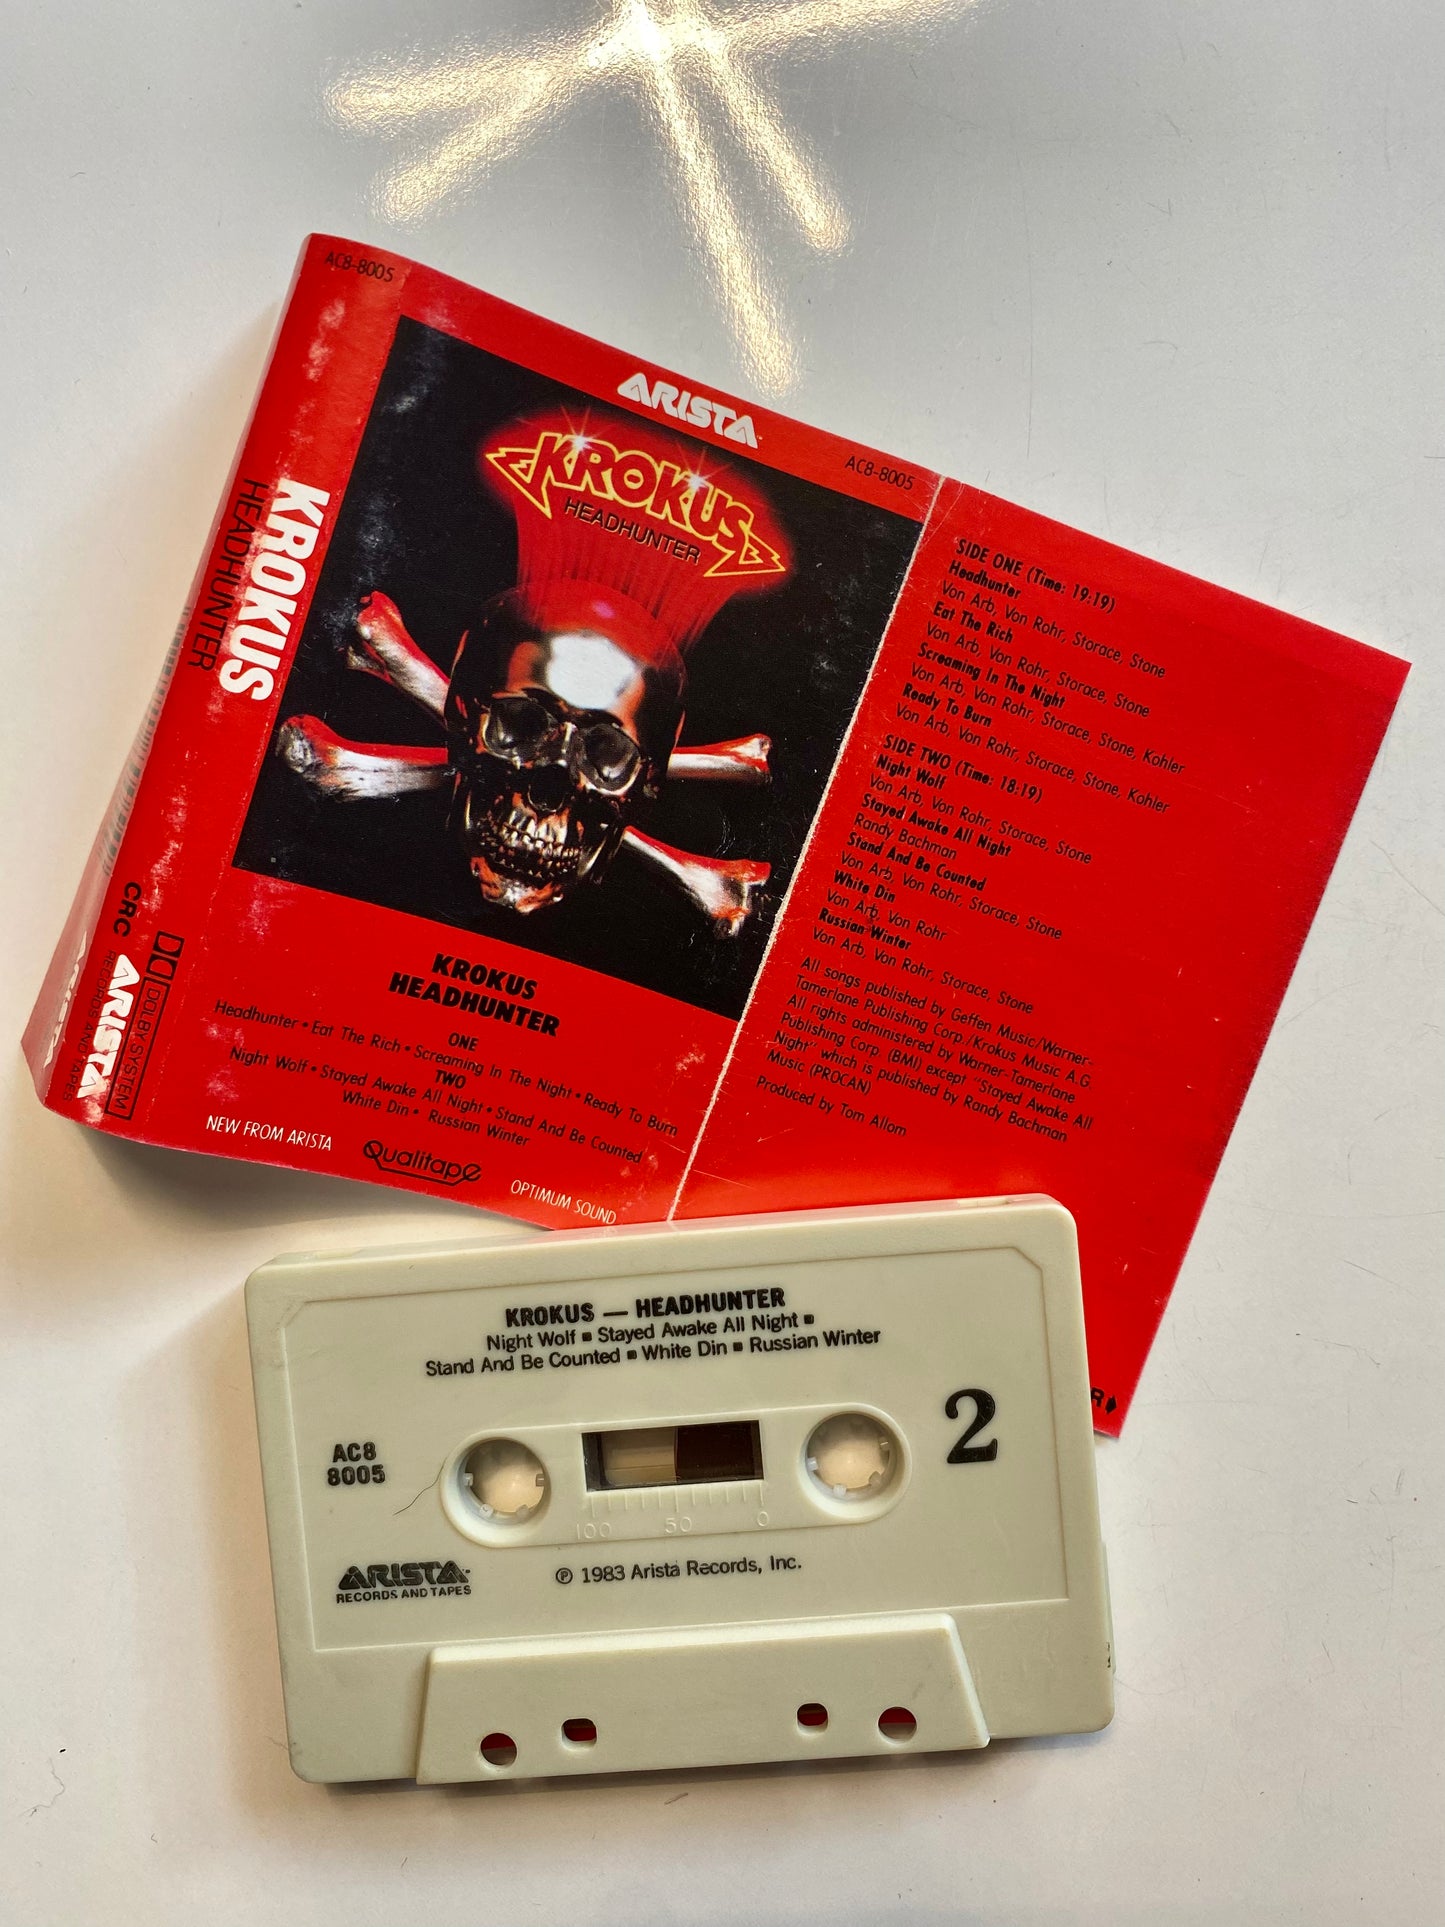 AC8-8005
KROKUS
HEADHUNTER
CRC
ARISTA
RECORDS AND TAPES
DOLBY SYSTEM
ARISTA
AC8-8005
KROKUS
HEADHUNTER
KROKUS
HEADHUNTER
ONE
Headhunter • Eat The Rich • Screaming In The Night • Ready To Burn
TWO
Night Wolf • Stayed Awake All Night • Stand And Be Counted
White Din • Russian Winter
NEW FROM ARISTA
Qualitape
OPTIMUM SOUND
SIDE ONE (Time: 19:19)
Headhunter
Von Arb, Von Rohr, Storace, Stone
Eat The Rich
Von Arb, Von Rohr, Storace, Stone
Screaming In The Night
Von Arb, Von Rohr, Storace, Stone, Kohler
Ready To Burn
Von Arb, Von Rohr, Storace, Stone, Kohler
SIDE TWO (Time: 18:19)
Night Wolf
Von Arb, Von Rohr, Storace, Stone
Stayed Awake All Night
Randy Bachman
Stand And Be Counted
Von Arb, Von Rohr, Storace, Stone
White Din
Von Arb, Von Rohr
Russian Winter
Von Arb, Von Rohr, Storace, Stone
All songs published by Geffen Music/Warner-
Tamerlane Publishing Corp./Krokus Music A.G
All rights administered by Warner-Tamerlane
Publishing Corp. (BMI) except "Stayed Awake All
Night" which is published by Randy Bachman
Music (PROCAN)
Produced by Tom Allom
KROKUS — HEADHUNTER
Night Wolf ■ Stayed Awake All Night ■
Stand And Be Counted ■ White Din ■ Russian Winter
AC8
8005
2
100 50 0
ARISTA
RECORDS AND TAPES
℗ 1983 Arista Records, Inc.